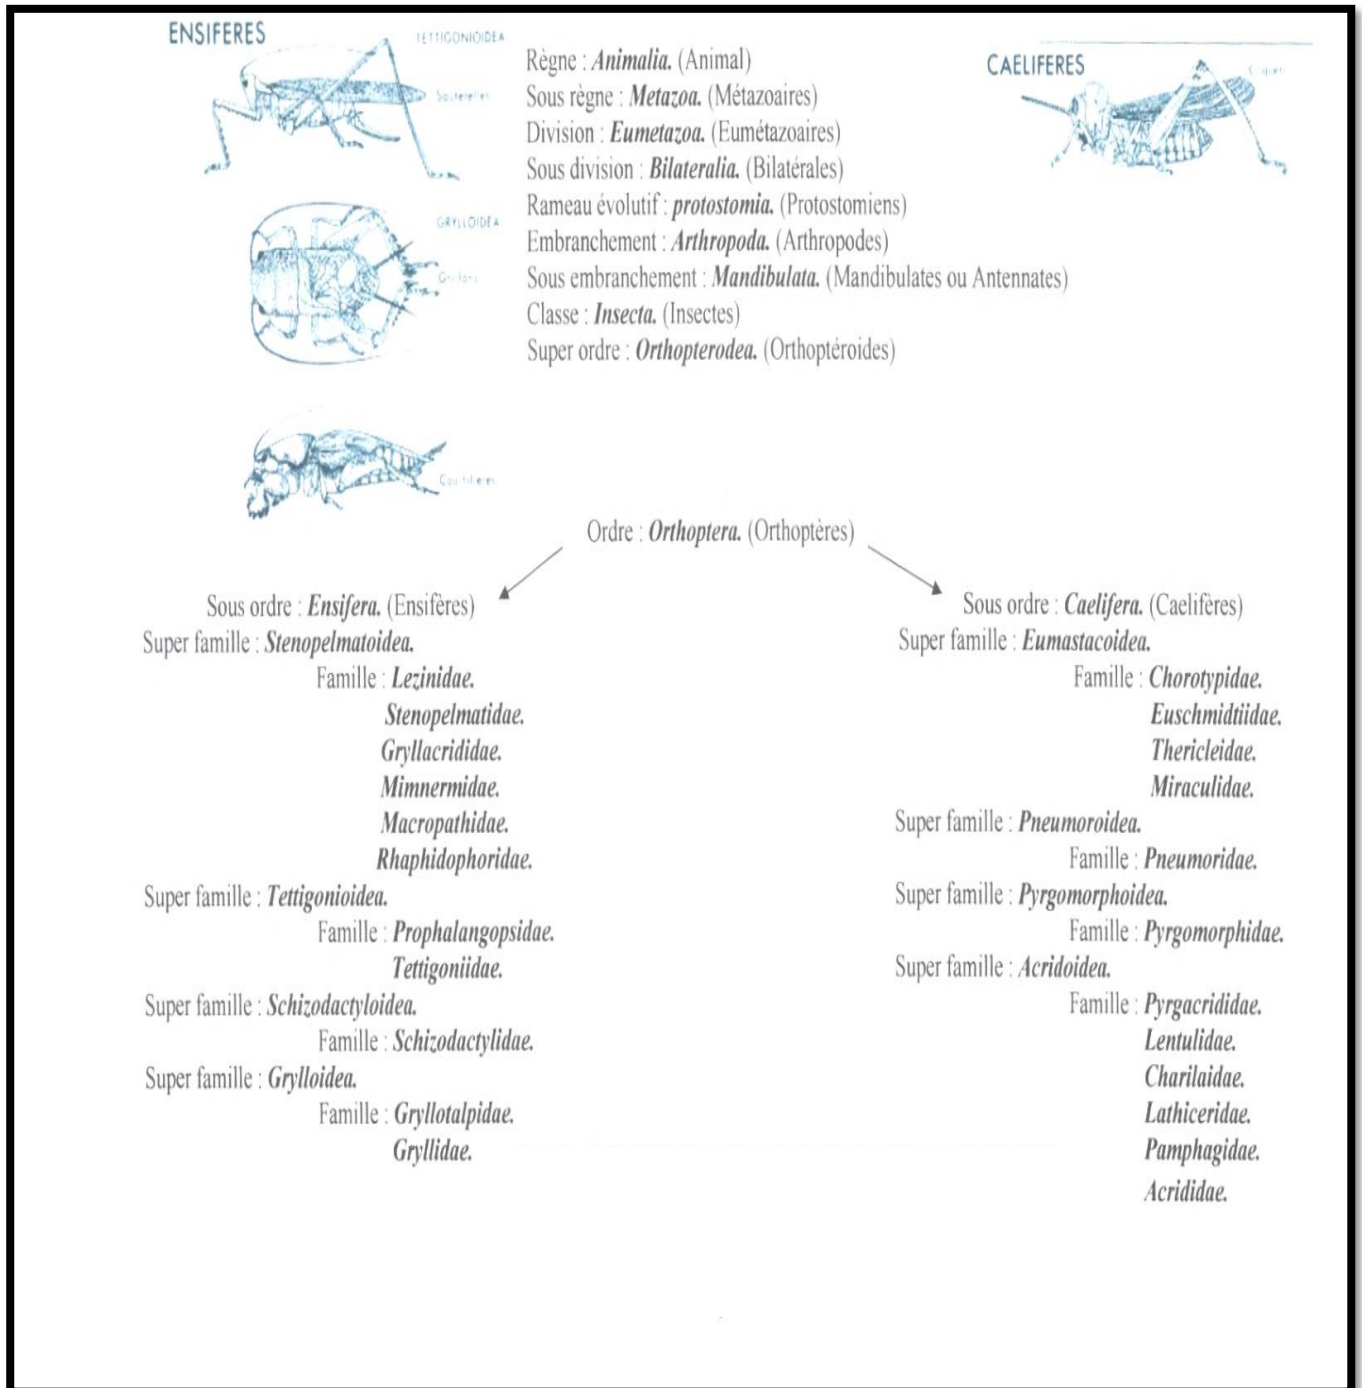 ENSIFERES
TETTIGONIOIDEA
Sauterelles
GRYLLOIDEA
Grillons
Courtilieres
CAELIFERES
Criquets
Règne : Animalia. (Animal)
Sous règne : Metazoa. (Métazoaires)
Division : Eumetazoa. (Eumétazoaires)
Sous division : Bilateralia. (Bilatérales)
Rameau évolutif : protostomia. (Protostomiens)
Embranchement : Arthropoda. (Arthropodes)
Sous embranchement : Mandibulata. (Mandibulates ou Antennates)
Classe : Insecta. (Insectes)
Super ordre : Orthopterodea. (Orthoptéroides)
Ordre : Orthoptera. (Orthoptères)
Sous ordre : Ensifera. (Ensifères)
Super famille : Stenopelmatoidea.
Famille : Lezinidae.
Stenopelmatidae.
Gryllacrididae.
Mimnermidae.
Macropathidae.
Rhaphidophoridae.
Super famille : Tettigonioidea.
Famille : Prophalangopsidae.
Tettigoniidae.
Super famille : Schizodactyloidea.
Famille : Schizodactylidae.
Super famille : Grylloidea.
Famille : Gryllotalpidae.
Gryllidae.
Sous ordre : Caelifera. (Caelifères)
Super famille : Eumastacoidea.
Famille : Chorotypidae.
Euschmidtiidae.
Thericleidae.
Miraculidae.
Super famille : Pneumoroidea.
Famille : Pneumoridae.
Super famille : Pyrgomorphoidea.
Famille : Pyrgomorphidae.
Super famille : Acridoidea.
Famille : Pyrgacrididae.
Lentulidae.
Charilaidae.
Lathiceridae.
Pamphagidae.
Acrididae.